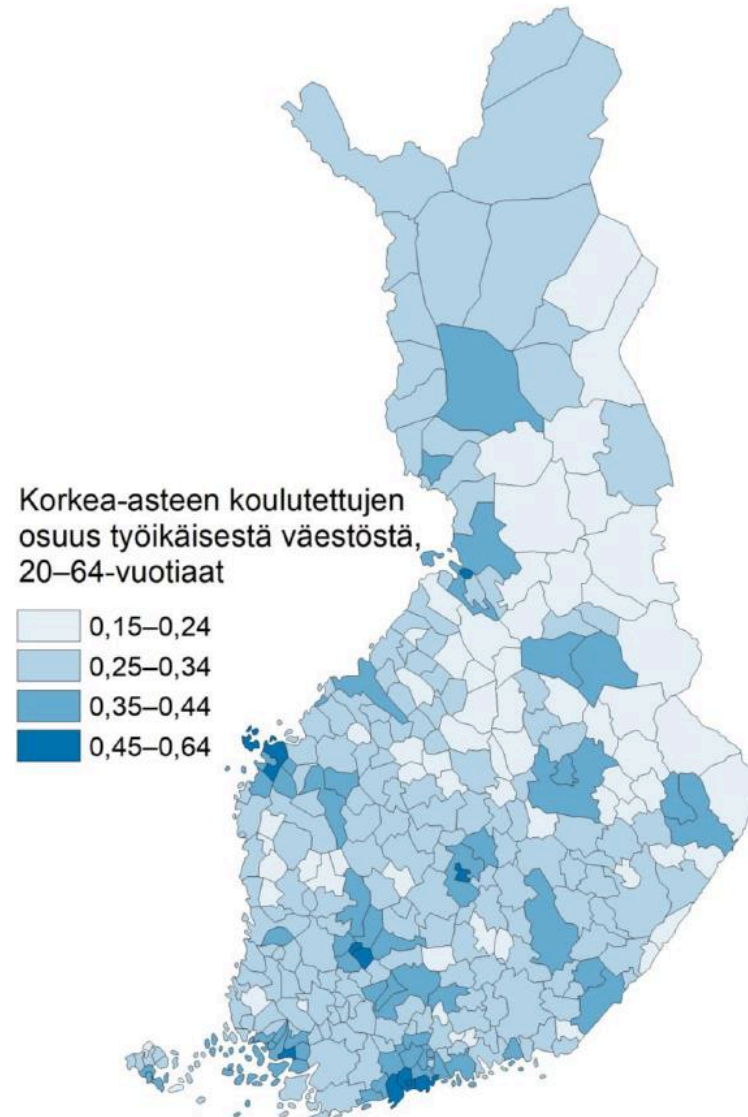 Korkea-asteen koulutettujen
osuus työikäisestä väestöstä,
20–64-vuotiaat
0,15–0,24
0,25–0,34
0,35–0,44
0,45–0,64